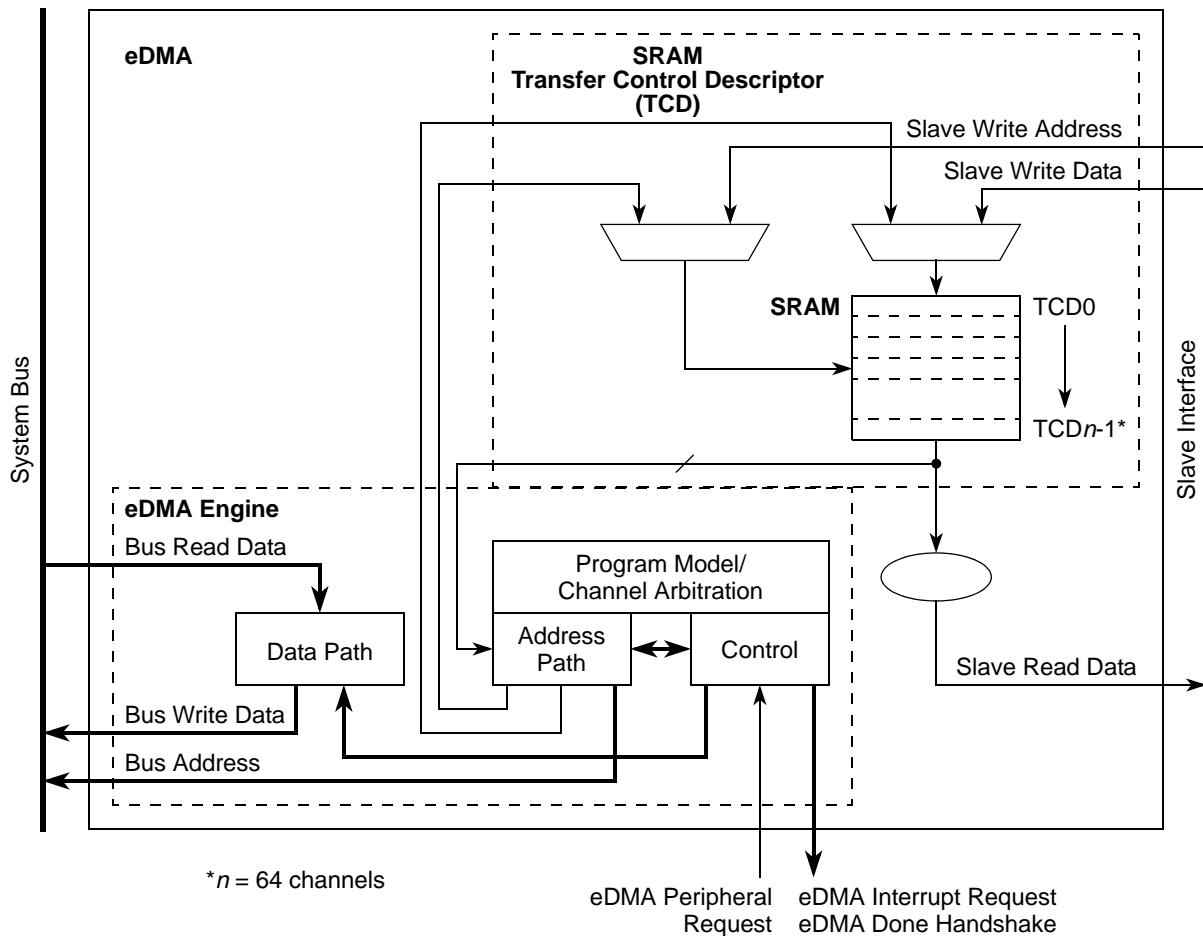 eDMA
SRAM
Transfer Control Descriptor
(TCD)
Slave Write Address
Slave Write Data
SRAM
TCD0
TCDn-1*
System Bus
Slave Interface
eDMA Engine
Bus Read Data
Program Model/
Channel Arbitration
Data Path
Address
Path
Control
Slave Read Data
Bus Write Data
Bus Address
*n = 64 channels
eDMA Peripheral
Request
eDMA Interrupt Request
eDMA Done Handshake